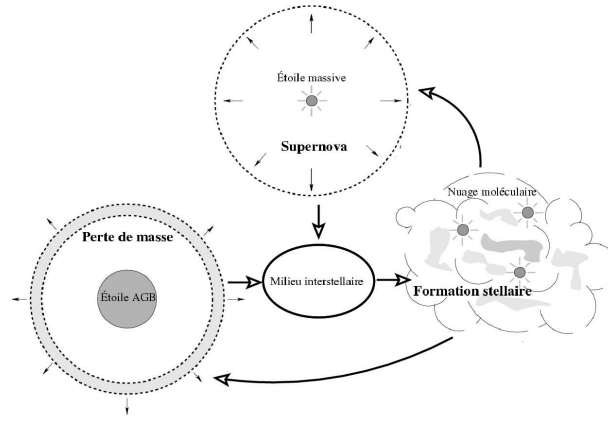 Étoile massive
Supernova
Nuage moléculaire
Perte de masse
Étoile AGB
Milieu interstellaire
Formation stellaire